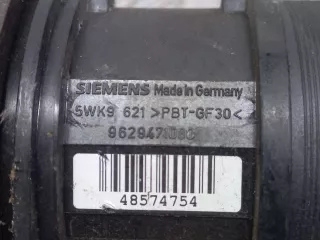 SIEMENS Made in Germany
5WK9 621 >PBT-GF30<
48574754